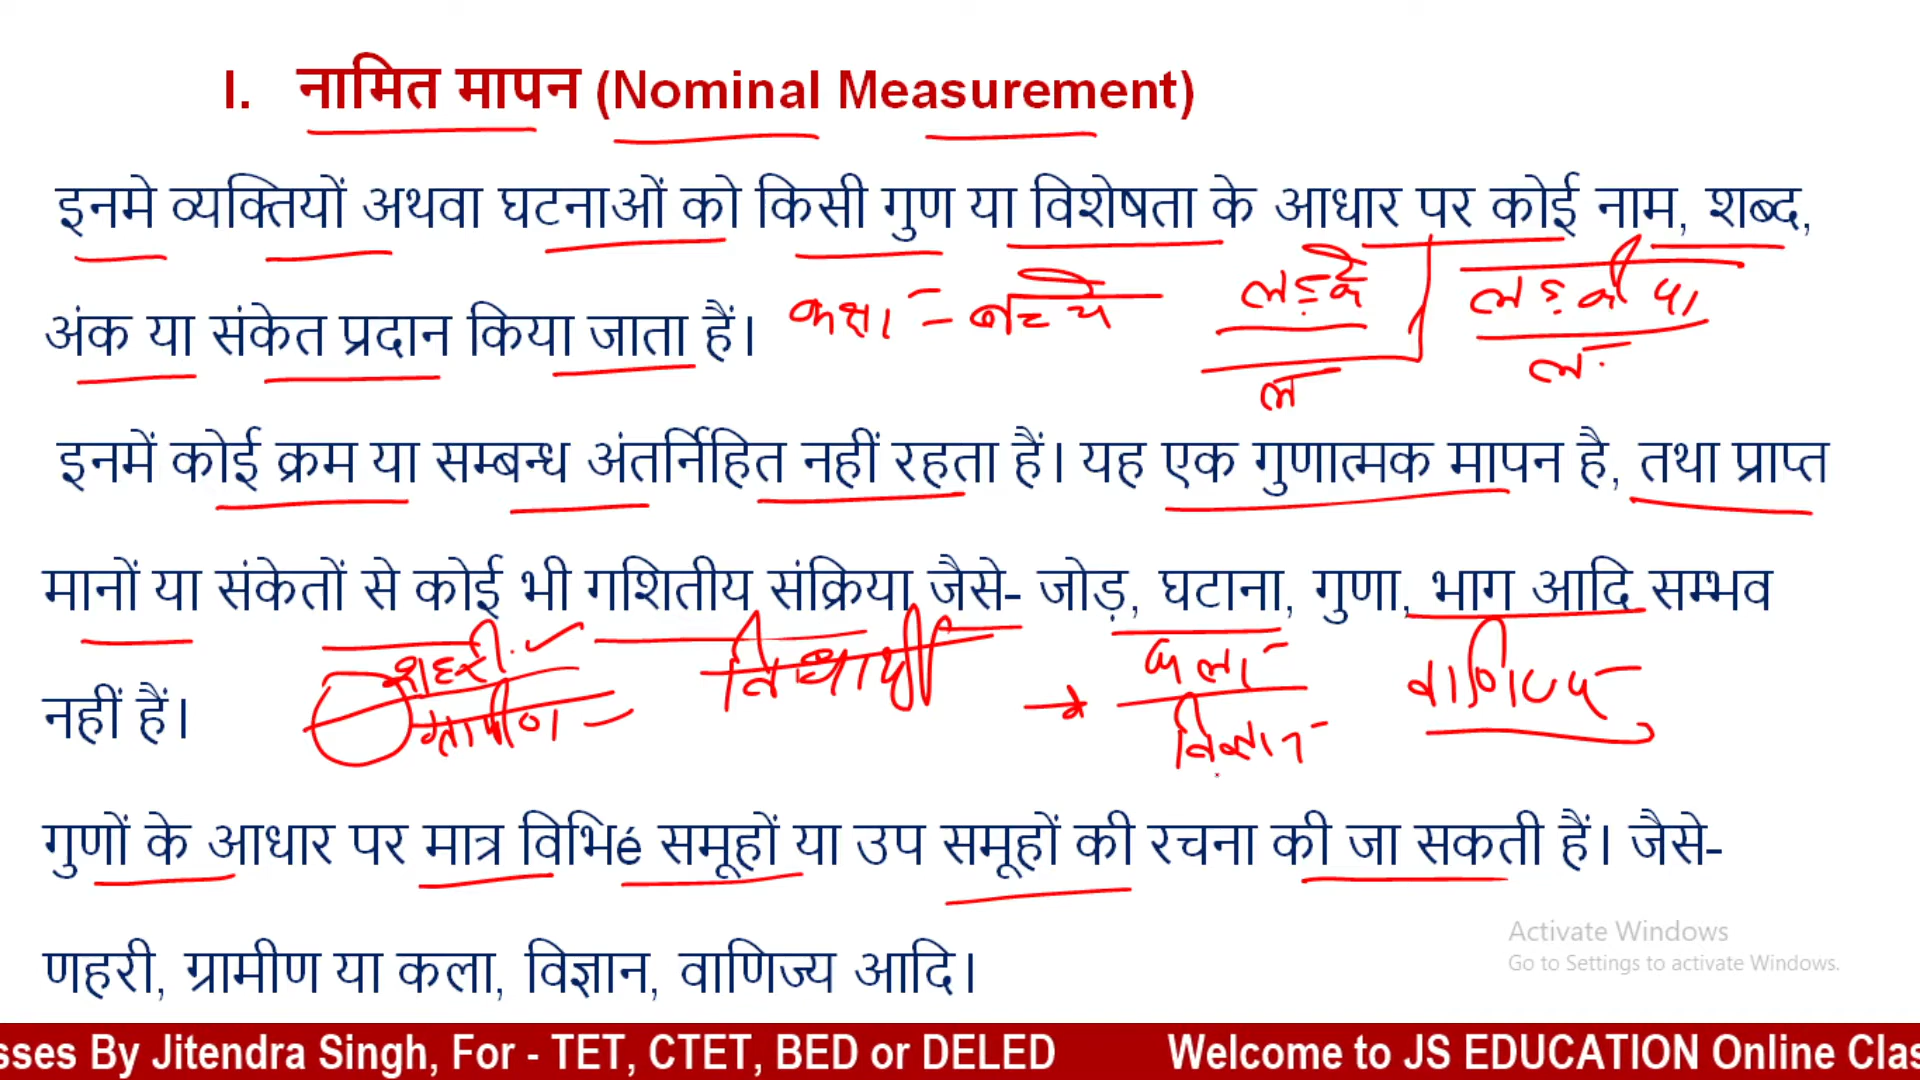 I. नामित मापन (Nominal Measurement)
इनमे व्यक्तियों अथवा घटनाओं को किसी गुण या विशेषता के आधार पर कोई नाम, शब्द,
लड़के
लड़कीया
अंक या संकेत प्रदान किया जाता हैं।
कक्षा - बच्चे
ल
ल
इनमें कोई क्रम या सम्बन्ध अंतर्निहित नहीं रहता हैं। यह एक गुणात्मक मापन है, तथा प्राप्त
मानों या संकेतों से कोई भी गशितीय संक्रिया जैसे- जोड़, घटाना, गुणा, भाग आदि सम्भव
शहरी
विधार्थी
कला
वाणिज्य
नहीं हैं।
ग्रामीण
विज्ञान
गुणों के आधार पर मात्र विभिé समूहों या उप समूहों की रचना की जा सकती हैं। जैसे-
णहरी, ग्रामीण या कला, विज्ञान, वाणिज्य आदि।
Activate Windows
Go to Settings to activate Windows.
sses By Jitendra Singh, For - TET, CTET, BED or DELED Welcome to JS EDUCATION Online Clas